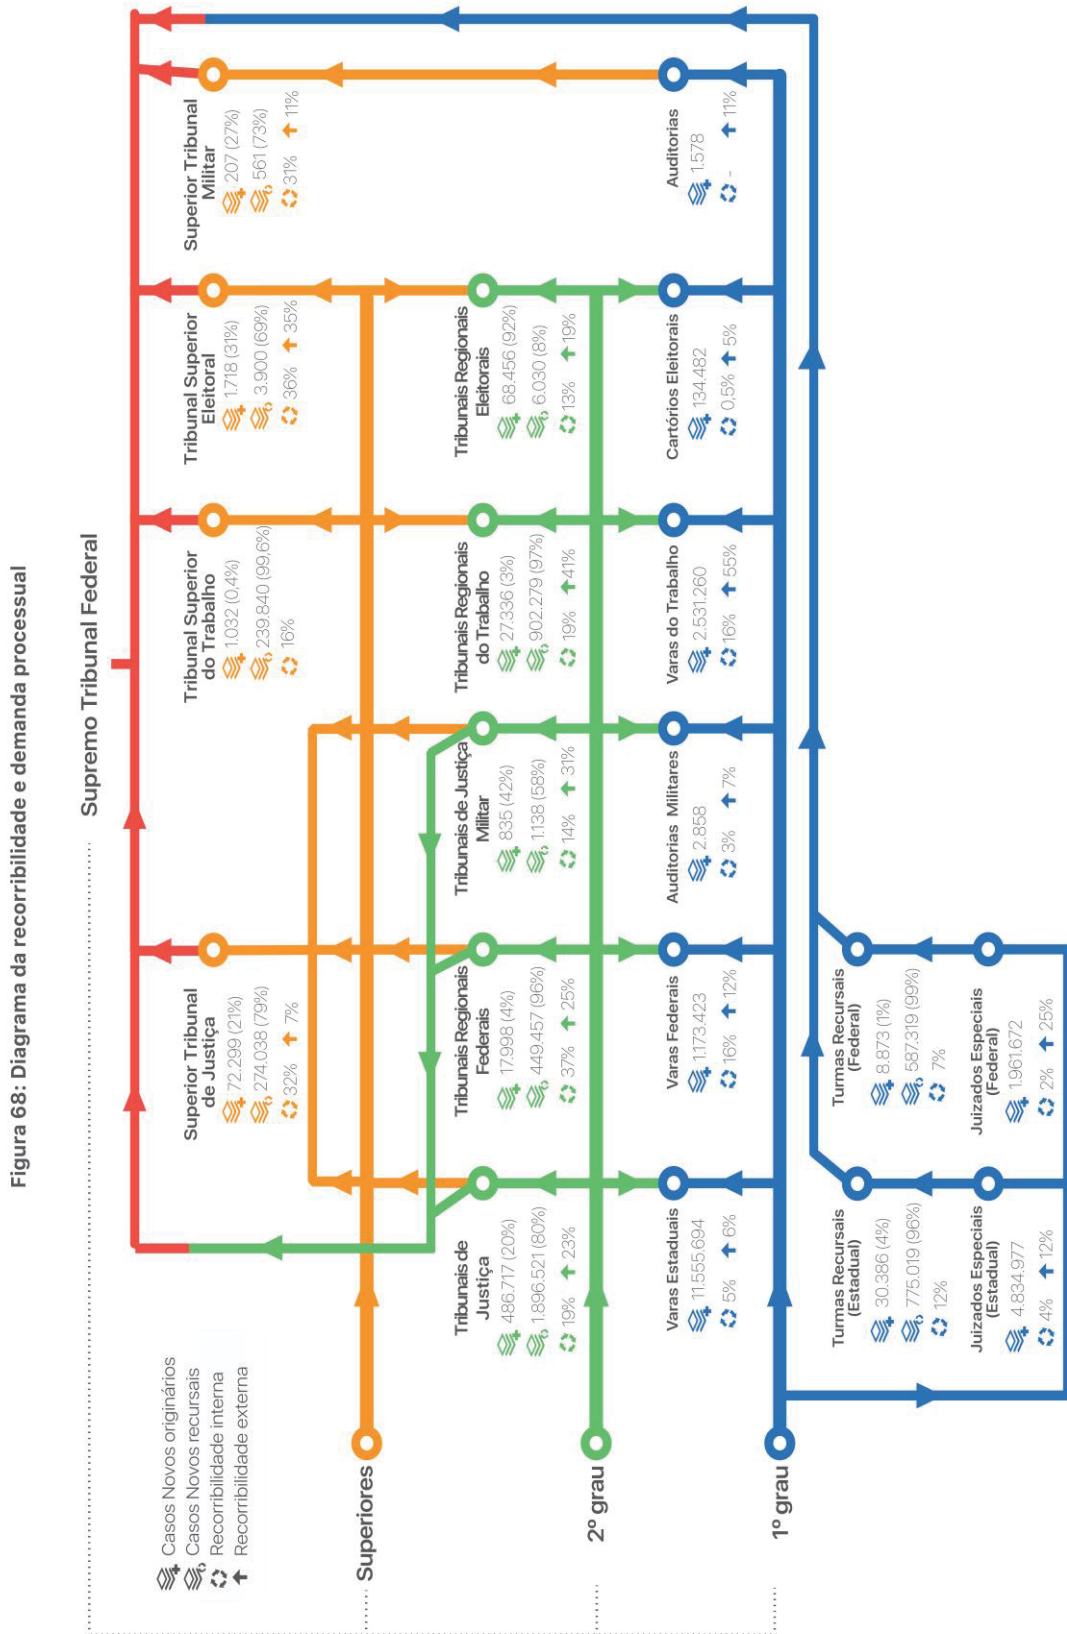 Figura 68: Diagrama da recorribilidade e demanda processual
Supremo Tribunal Federal
Casos Novos originários
Casos Novos recursais
Recorribilidade interna
Recorribilidade externa
Superior Tribunal
de Justiça
72.299 (21%)
274.038 (79%)
32% 7%
Tribunal Superior
do Trabalho
1.032 (0,4%)
239.840 (99,6%)
16%
Tribunal Superior
Eleitoral
1.718 (31%)
3.900 (69%)
36% 35%
Superior Tribunal
Militar
207 (27%)
561 (73%)
31% 11%
Superiores
Tribunais de
Justiça
486.717 (20%)
1.896.521 (80%)
19% 23%
Tribunais Regionais
Federais
17.998 (4%)
449.457 (96%)
37% 25%
Tribunais de Justiça
Militar
835 (42%)
1.138 (58%)
14% 31%
Tribunais Regionais
do Trabalho
27.336 (3%)
902.279 (97%)
19% 41%
Tribunais Regionais
Eleitorais
68.456 (92%)
6.030 (8%)
13% 19%
2º grau
Varas Estaduais
11.555.694
5% 6%
Varas Federais
1.173.423
16% 12%
Auditorias Militares
2.858
3% 7%
Varas do Trabalho
2.531.260
16% 55%
Cartórios Eleitorais
134.482
0,5% 5%
Auditorias
1.578
- 11%
1º grau
Turmas Recursais
(Estadual)
30.386 (4%)
775.019 (96%)
12%
Turmas Recursais
(Federal)
8.873 (1%)
587.319 (99%)
7%
Juizados Especiais
(Estadual)
4.834.977
4% 12%
Juizados Especiais
(Federal)
1.961.672
2% 25%